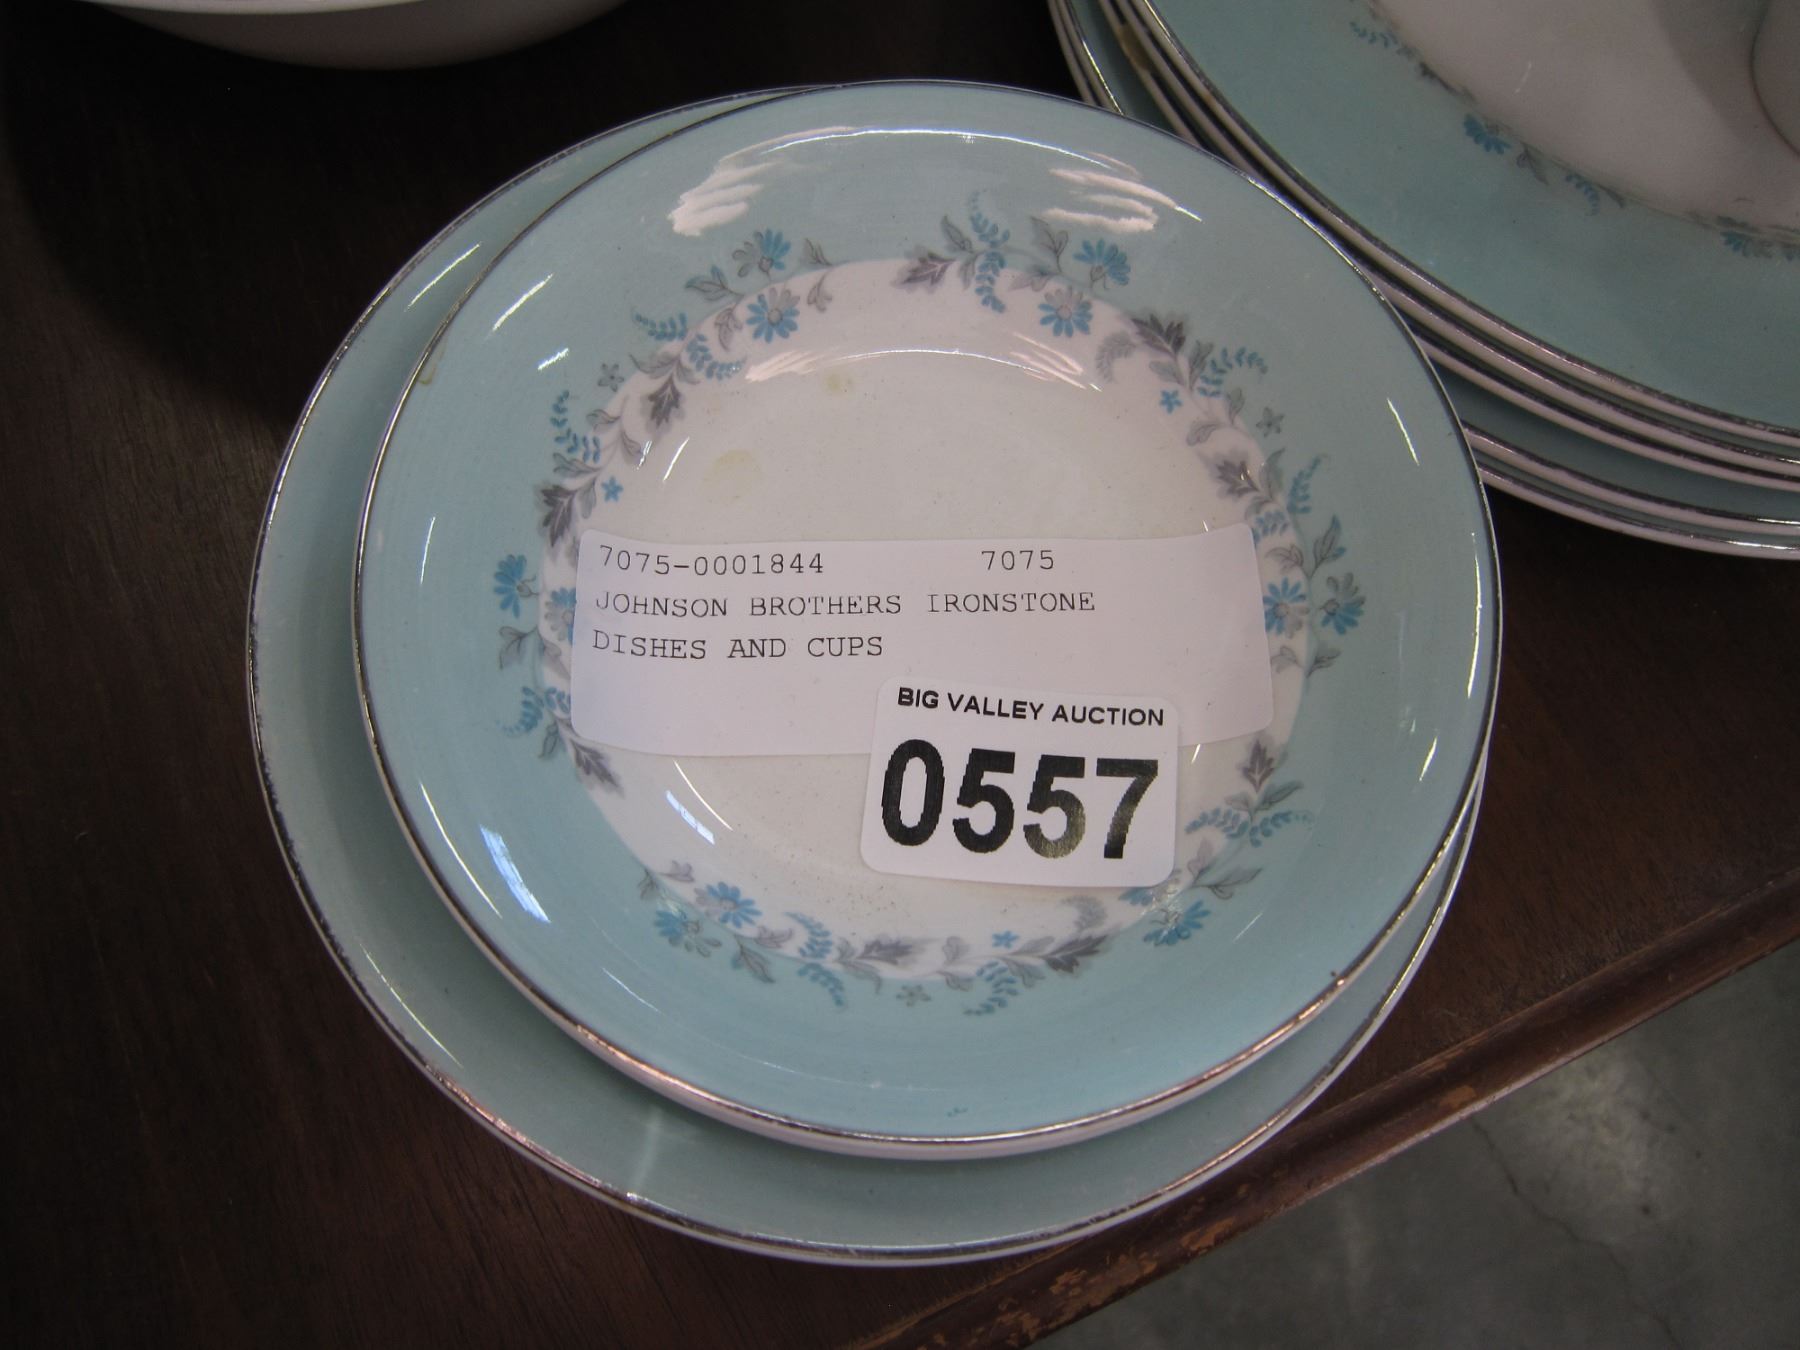 7075-0001844 7075
JOHNSON BROTHERS IRONSTONE
DISHES AND CUPS
BIG VALLEY AUCTION
0557